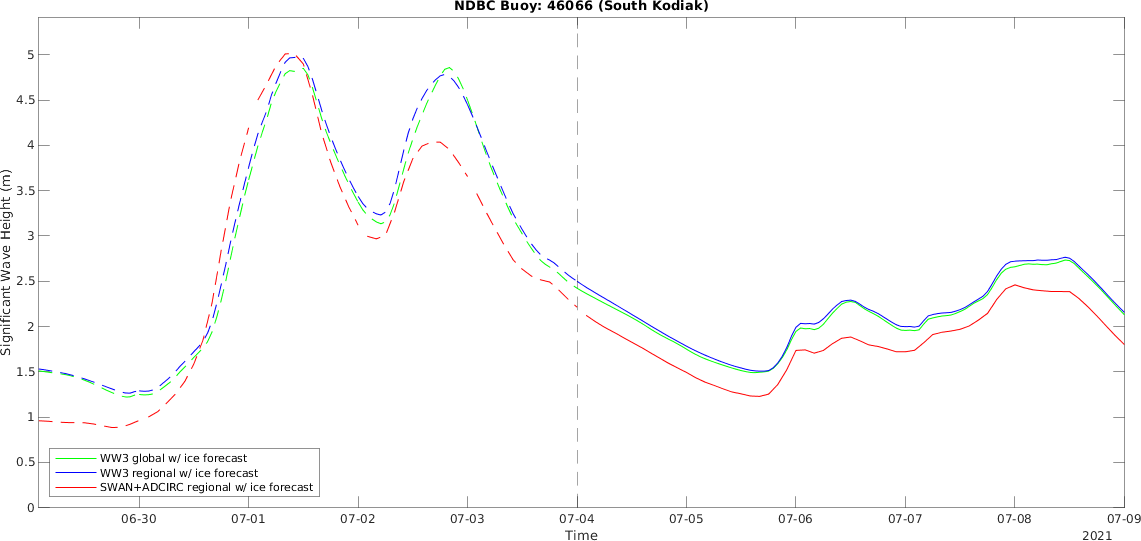 NDBC Buoy: 46066 (South Kodiak)
Significant Wave Height (m)
5
4.5
4
3.5
3
2.5
2
1.5
1
0.5
0
WW3 global w/ ice forecast
WW3 regional w/ ice forecast
SWAN+ADCIRC regional w/ ice forecast
06-30 07-01 07-02 07-03 07-04 07-05 07-06 07-07 07-08 07-09
Time
2021